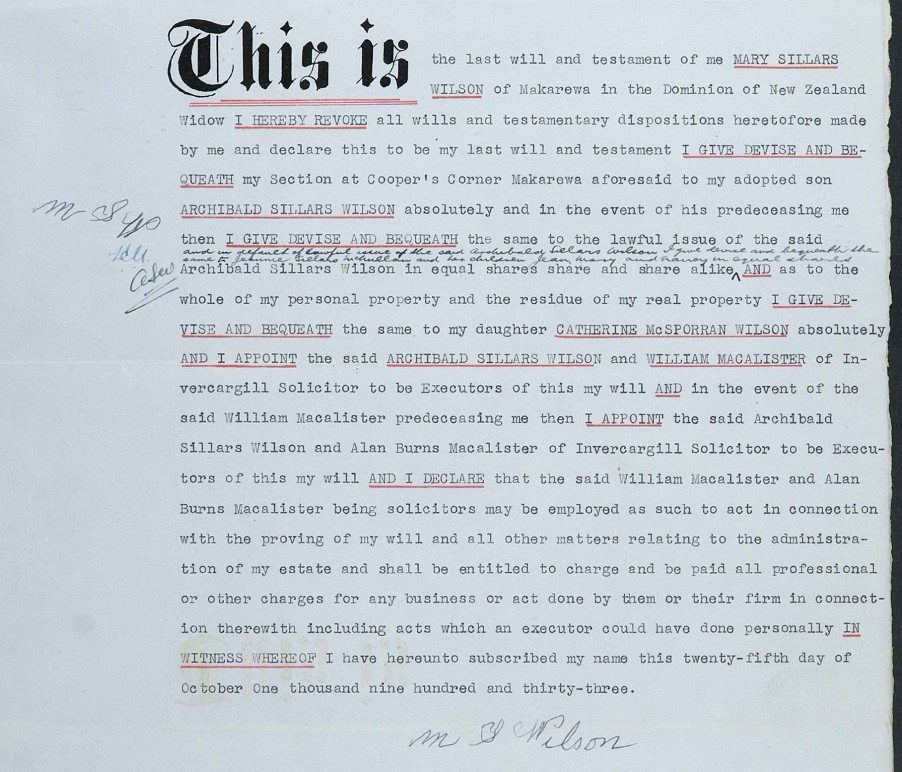 This is the last will and testament of me MARY SILLARS
WILSON of Makarewa in the Dominion of New Zealand
Widow I HEREBY REVOKE all wills and testamentary dispositions heretofore made
by me and declare this to be my last will and testament I GIVE DEVISE AND BE-
QUEATH my Section at Cooper's Corner Makarewa aforesaid to my adopted son
M S W
ARCHIBALD SILLARS WILSON absolutely and in the event of his predeceasing me
then I GIVE DEVISE AND BEQUEATH the same to the lawful issue of the said
and in default of lawful issue of the said Archibald Sillars Wilson I give devise and bequeath the
same to Sillars McMillan and her children Jean, Mary and in equal shares
Archibald Sillars Wilson in equal shares share and share alike AND as to the
whole of my personal property and the residue of my real property I GIVE DE-
VISE AND BEQUEATH the same to my daughter CATHERINE McSPORRAN WILSON absolutely
AND I APPOINT the said ARCHIBALD SILLARS WILSON and WILLIAM MACALISTER of In-
vercargill Solicitor to be Executors of this my will AND in the event of the
said William Macalister predeceasing me then I APPOINT the said Archibald
Sillars Wilson and Alan Burns Macalister of Invercargill Solicitor to be Execu-
tors of this my will AND I DECLARE that the said William Macalister and Alan
Burns Macalister being solicitors may be employed as such to act in connection
with the proving of my will and all other matters relating to the administra-
tion of my estate and shall be entitled to charge and be paid all professional
or other charges for any business or act done by them or their firm in connect-
ion therewith including acts which an executor could have done personally IN
WITNESS WHEREOF I have hereunto subscribed my name this twenty-fifth day of
October One thousand nine hundred and thirty-three.
M S Wilson